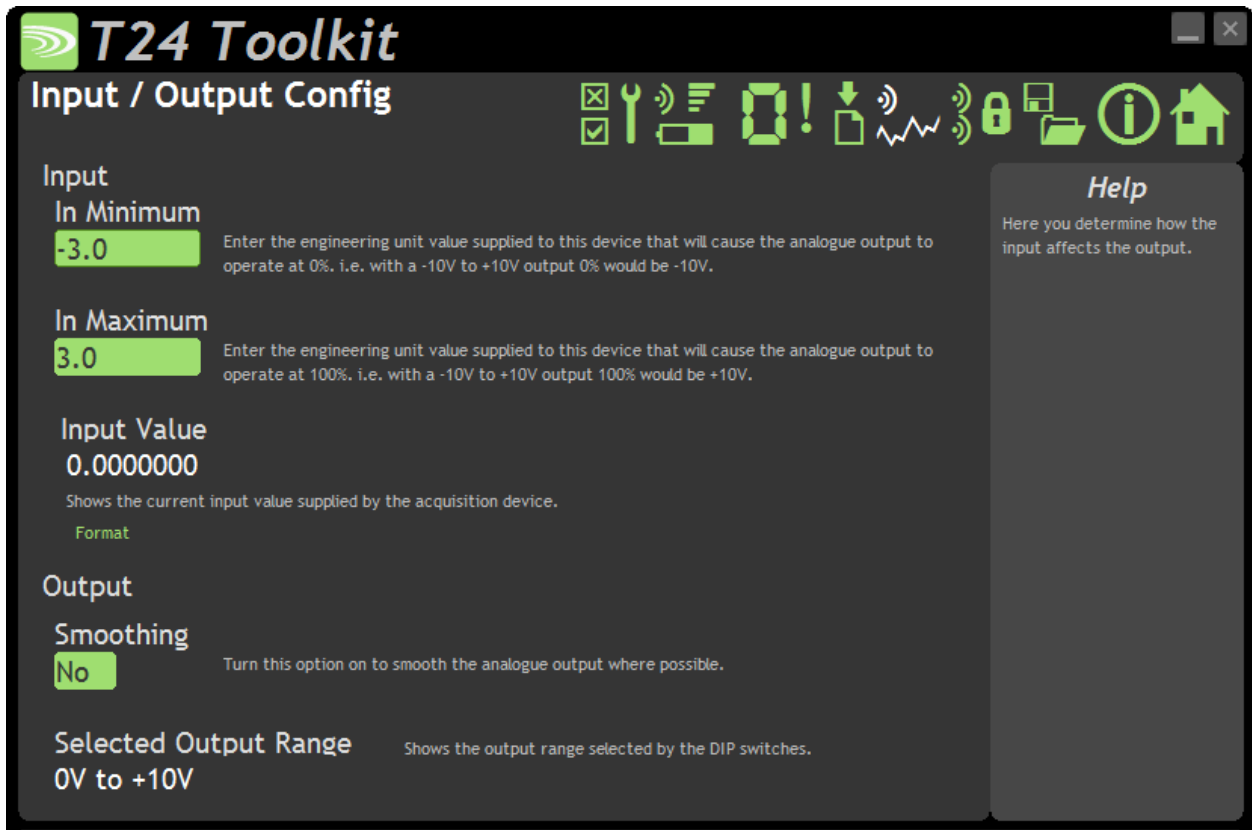 T24 Toolkit
Input / Output Config
Input
In Minimum
-3.0
Enter the engineering unit value supplied to this device that will cause the analogue output to
operate at 0%. i.e. with a -10V to +10V output 0% would be -10V.
In Maximum
3.0
Enter the engineering unit value supplied to this device that will cause the analogue output to
operate at 100%. i.e. with a -10V to +10V output 100% would be +10V.
Input Value
0.0000000
Shows the current input value supplied by the acquisition device.
Format
Output
Smoothing
No
Turn this option on to smooth the analogue output where possible.
Selected Output Range
Shows the output range selected by the DIP switches.
0V to +10V
Help
Here you determine how the
input affects the output.